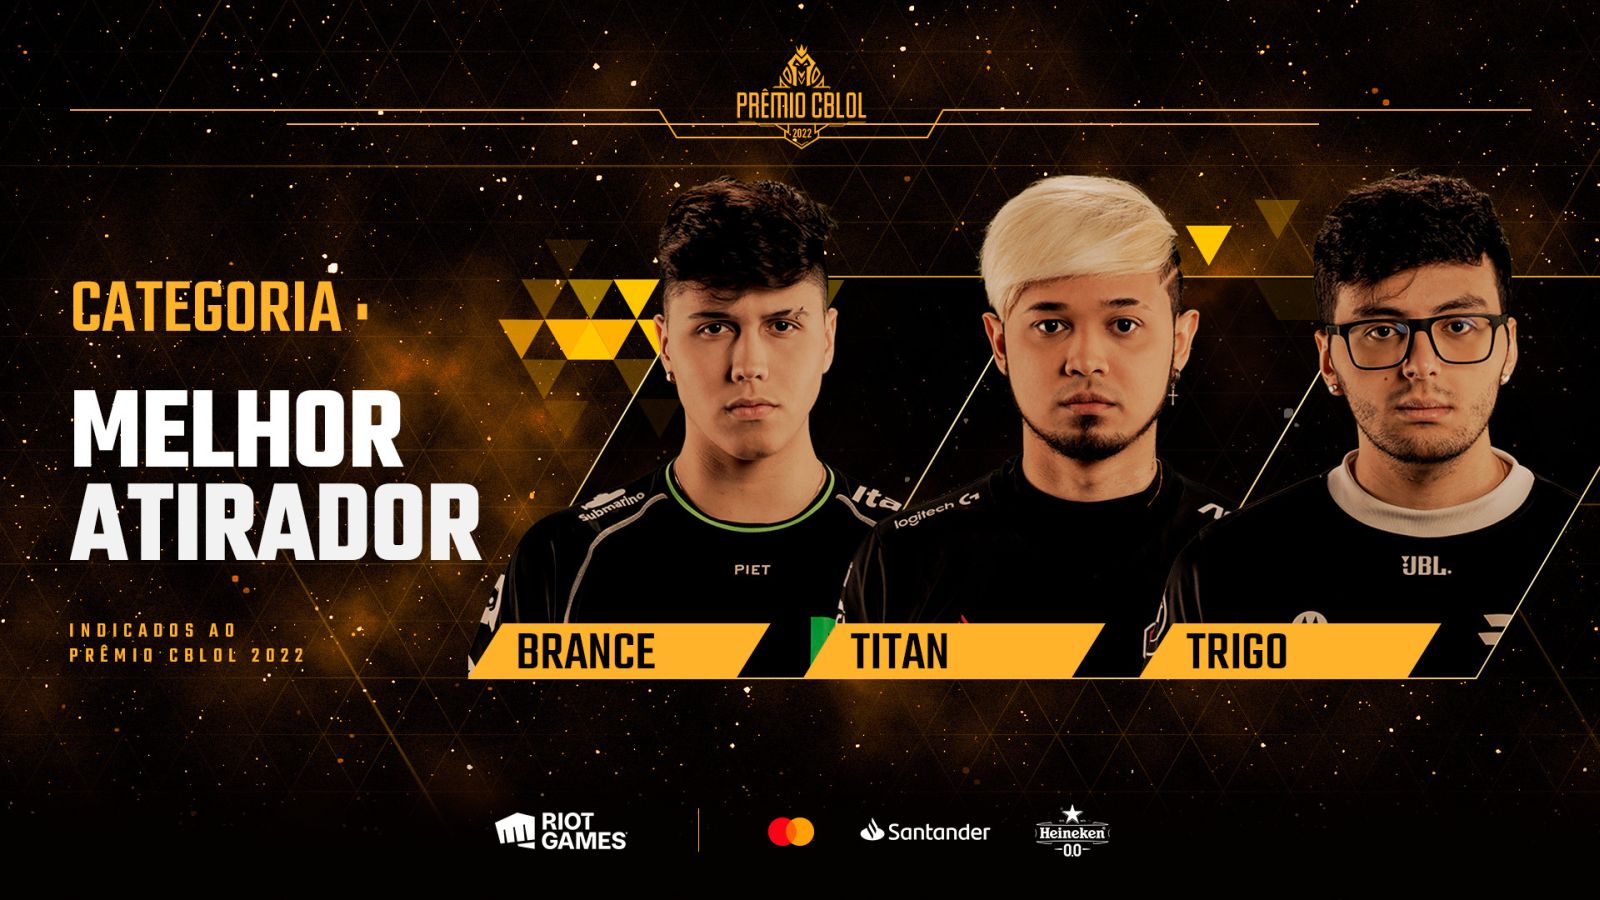 PRÊMIO CBLOL
2022
CATEGORIA
MELHOR
ATIRADOR
INDICADOS AO
PRÊMIO CBLOL 2022
submarino
Ita
PIET
logitech G
JBL.
BRANCE
TITAN
TRIGO
RIOT
GAMES
Santander
Heineken
0.0